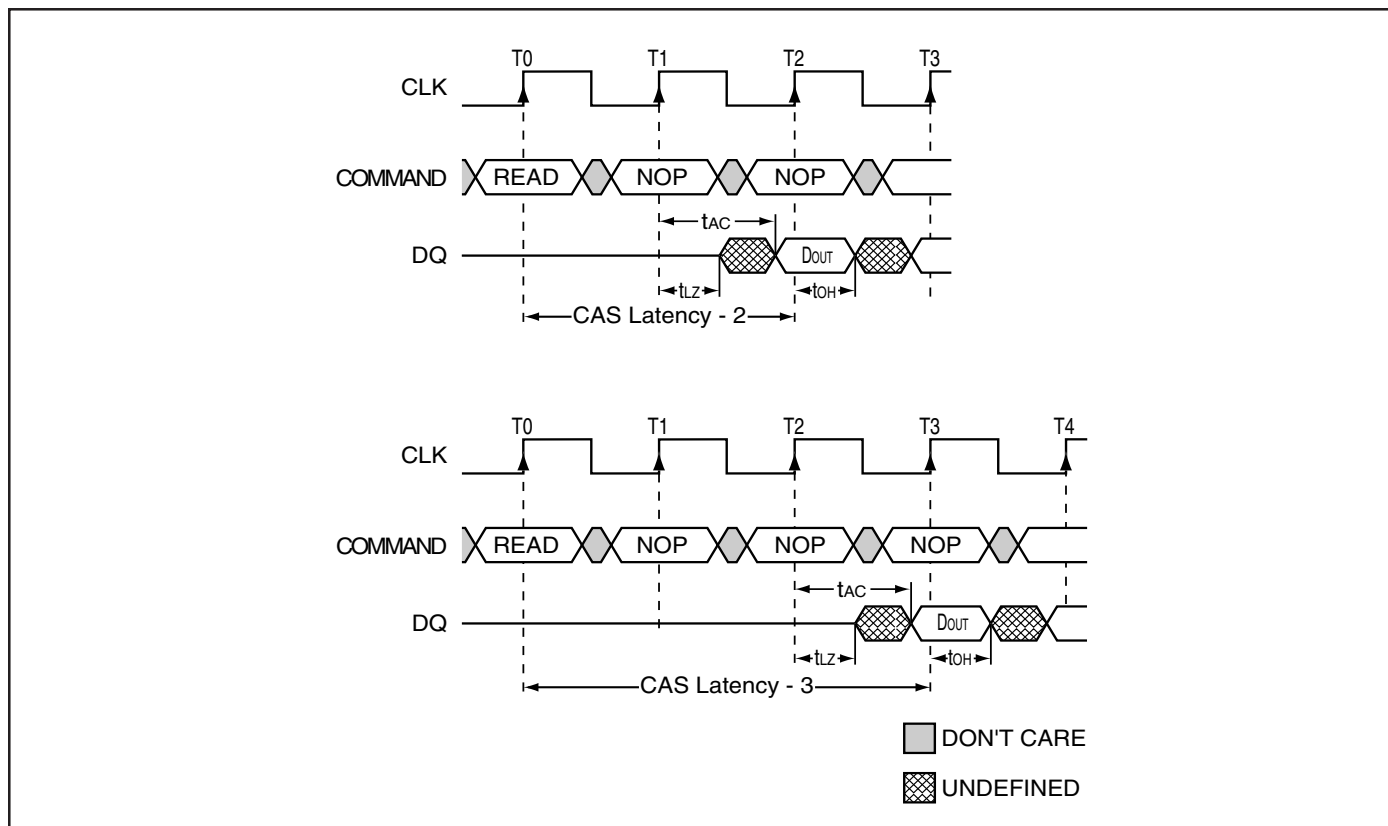 T0 T1 T2 T3
CLK
COMMAND READ NOP NOP
tAC
DQ DOUT
tLZ tOH
CAS Latency - 2
T0 T1 T2 T3 T4
CLK
COMMAND READ NOP NOP NOP
tAC
DQ DOUT
tLZ tOH
CAS Latency - 3
DON'T CARE
UNDEFINED